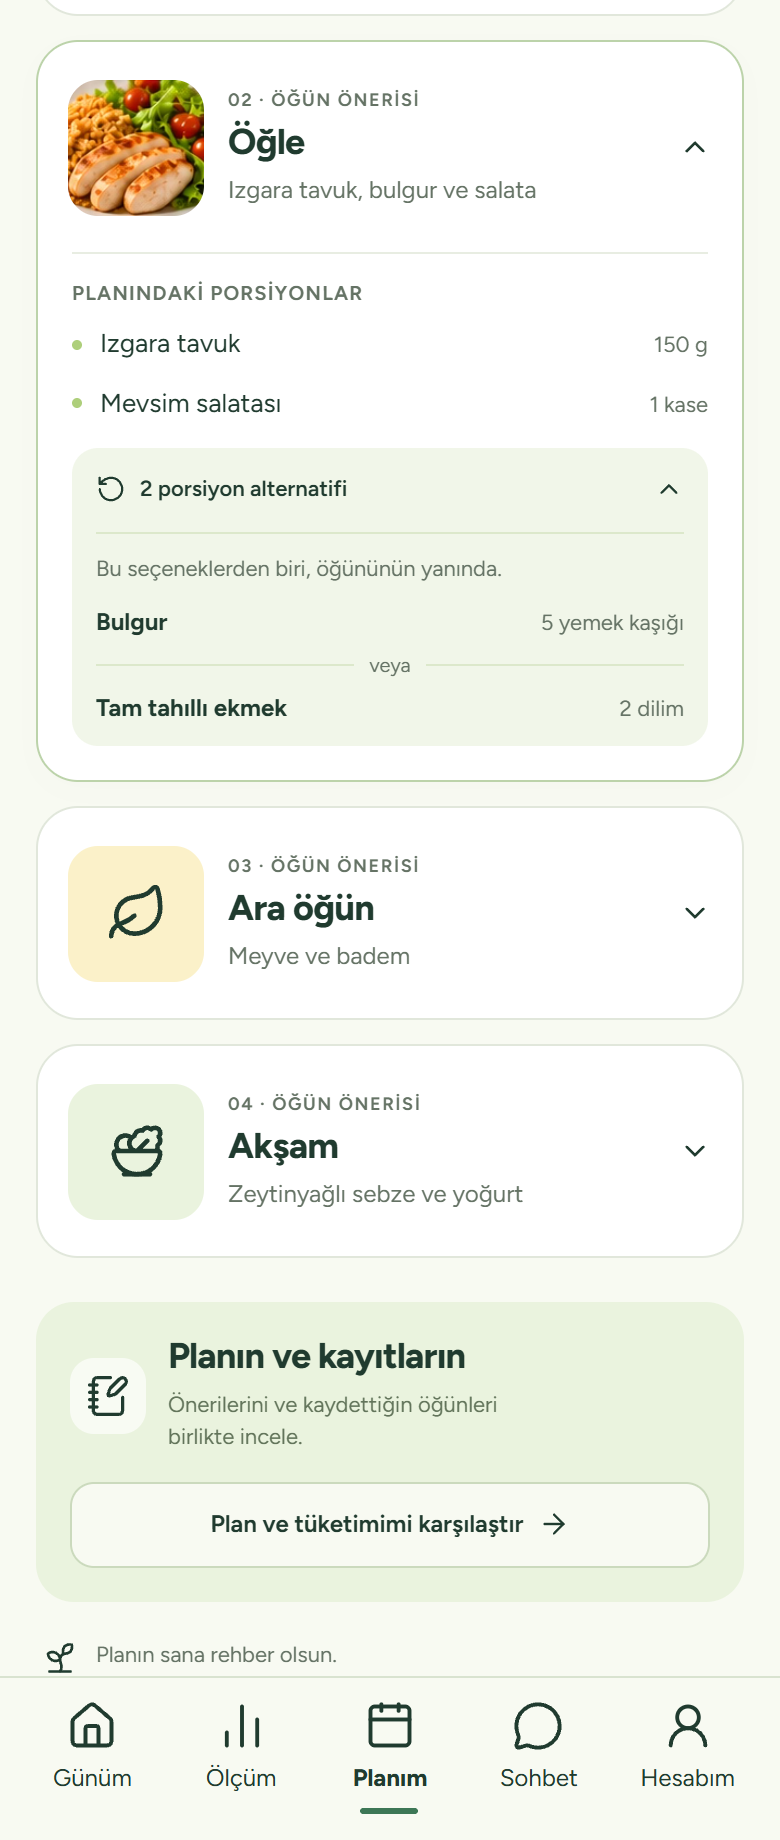 02 · ÖĞÜN ÖNERİSİ
Öğle
Izgara tavuk, bulgur ve salata
PLANINDAKİ PORSİYONLAR
Izgara tavuk 150 g
Mevsim salatası 1 kase
2 porsiyon alternatifi
Bu seçeneklerden biri, öğününün yanında.
Bulgur 5 yemek kaşığı
veya
Tam tahıllı ekmek 2 dilim
03 · ÖĞÜN ÖNERİSİ
Ara öğün
Meyve ve badem
04 · ÖĞÜN ÖNERİSİ
Akşam
Zeytinyağlı sebze ve yoğurt
Planın ve kayıtların
Önerilerini ve kaydettiğin öğünleri
birlikte incele.
Plan ve tüketimimi karşılaştır
Planın sana rehber olsun.
Günüm Ölçüm Planım Sohbet Hesabım